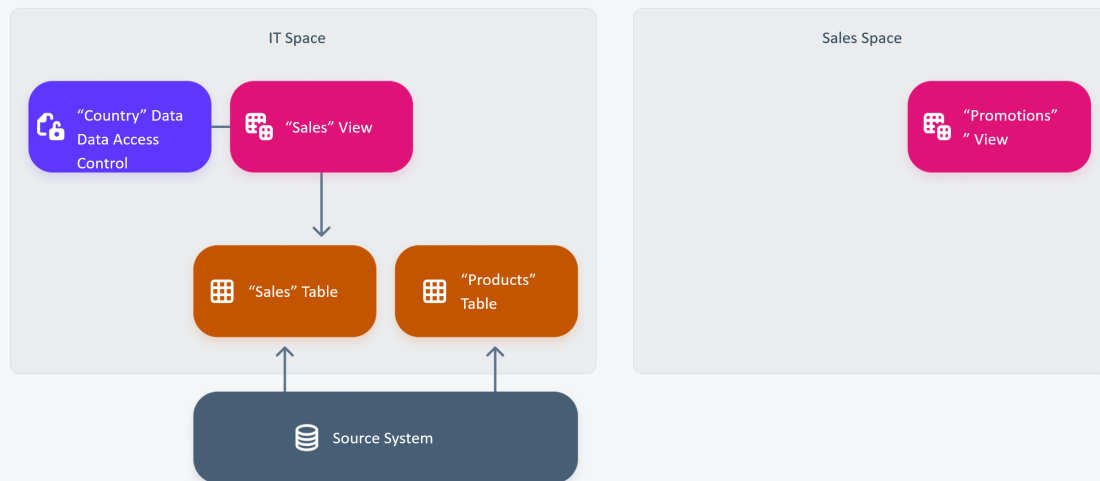 IT Space
Sales Space
“Country” Data
Data Access
Control
“Sales” View
“Promotions”
” View
“Sales” Table
“Products”
Table
Source System